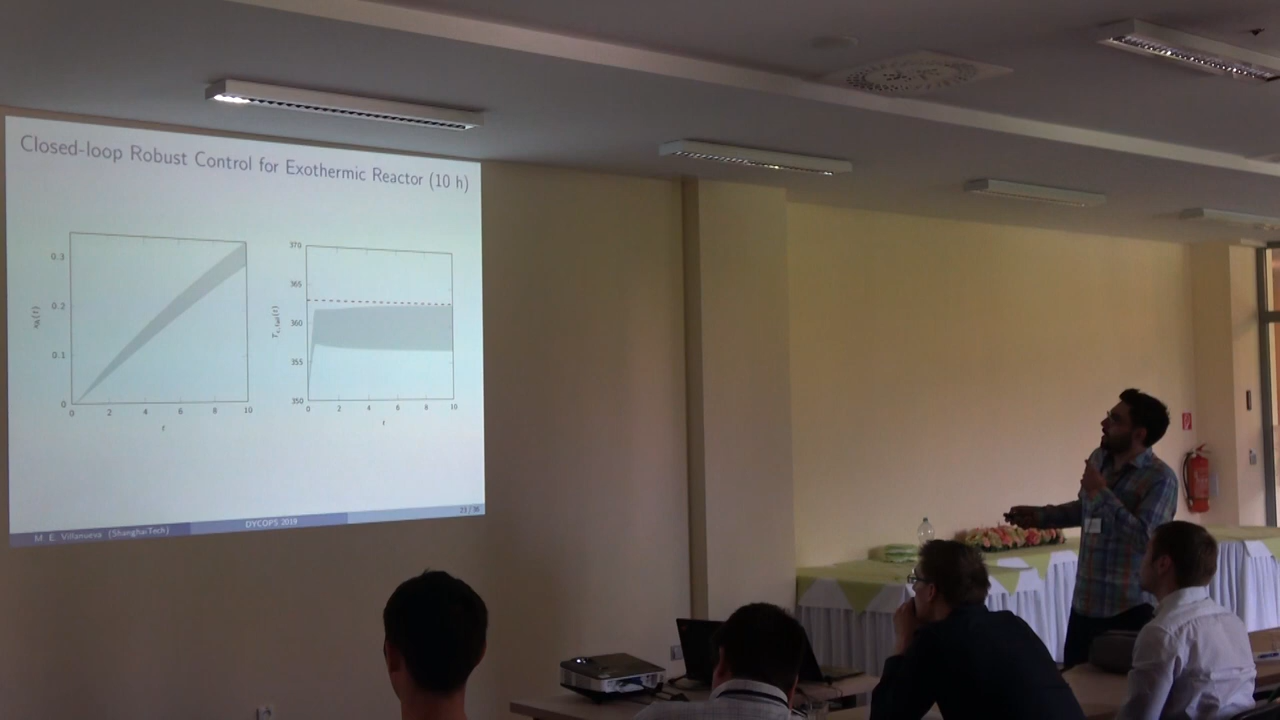 Closed-loop Robust Control for Exothermic Reactor (10 h)
0.3
0.2
0.1
0
0 2 4 6 8 10
t
370
365
360
355
350
0 2 4 6 8 10
t
M. E. Villanueva (ShanghaiTech)
DYCOPS 2019